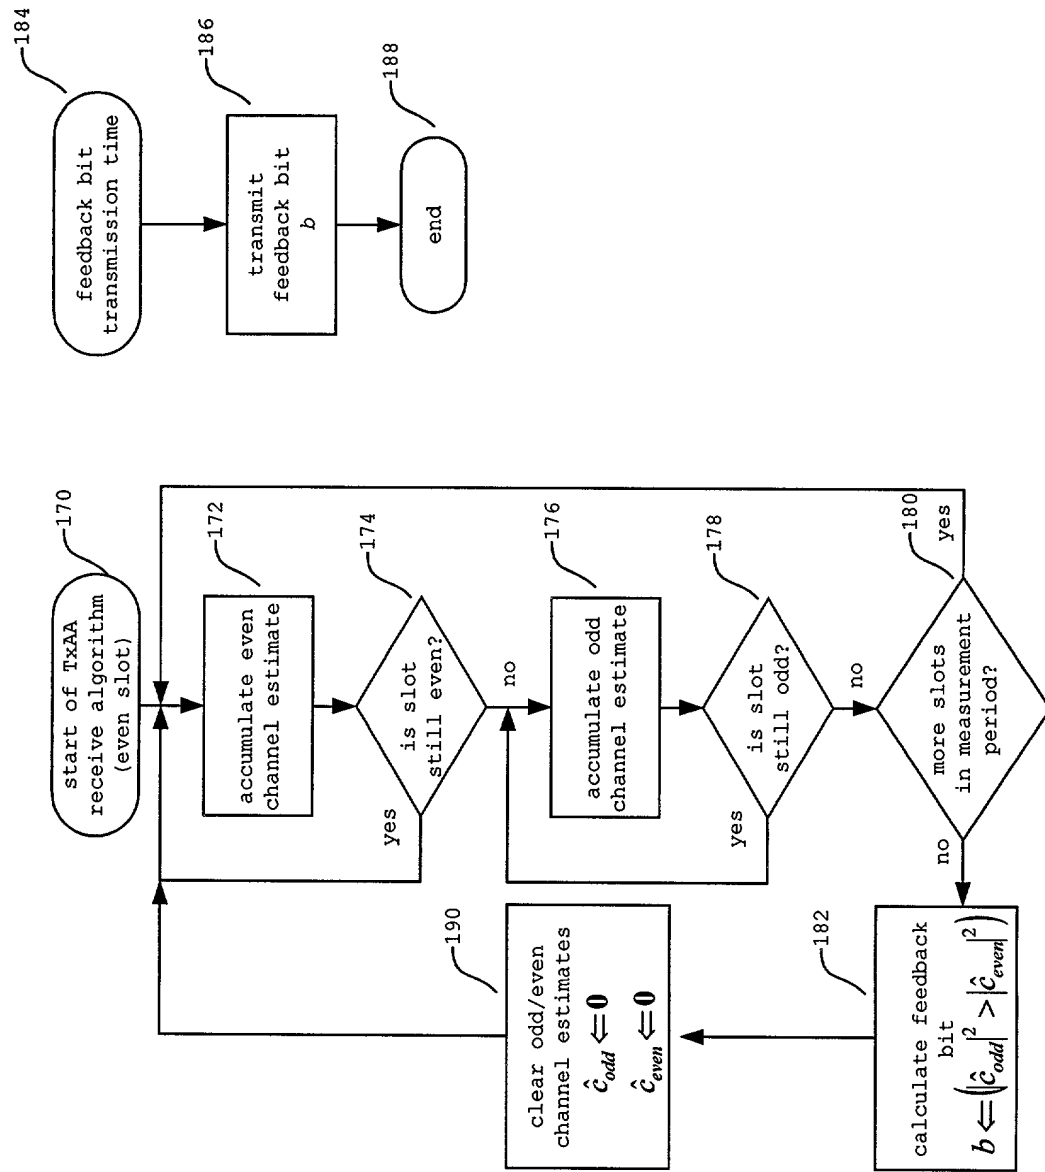 170
start of TxAA
receive algorithm
(even slot)
172
accumulate even
channel estimate
174
is slot
still even?
yes
no
176
accumulate odd
channel estimate
178
is slot
still odd?
yes
no
180
more slots
in measurement
period?
yes
no
182
calculate feedback
bit
b ⇐ (|ĉ_odd|² > |ĉ_even|²)
190
clear odd/even
channel estimates
ĉ_odd ⇐ 0
ĉ_even ⇐ 0
184
feedback bit
transmission time
186
transmit
feedback bit
b
188
end